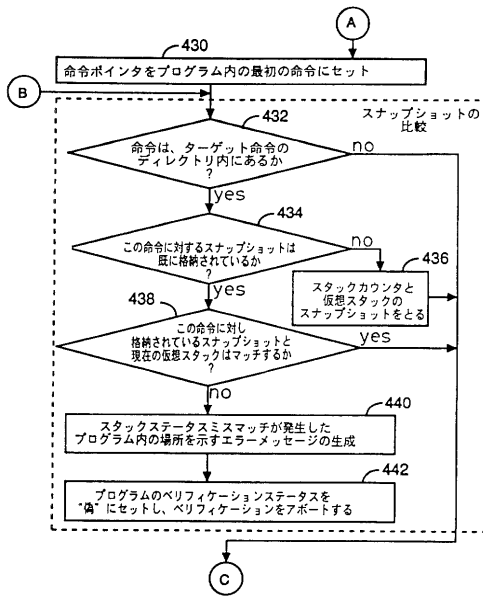 A
430
命令ポインタをプログラム内の最初の命令にセット
B
スナップショットの
比較
432
命令は、ターゲット命令の
ディレクトリ内にあるか
?
no
yes
434
この命令に対するスナップショットは
既に格納されているか
?
no
436
スタックカウンタと
仮想スタックの
スナップショットをとる
yes
438
この命令に対し
格納されているスナップショットと
現在の仮想スタックはマッチするか
?
yes
no
440
スタックステータスミスマッチが発生した
プログラム内の場所を示すエラーメッセージの生成
442
プログラムのベリフィケーションステータスを
"偽"にセットし、ベリフィケーションをアボートする
C